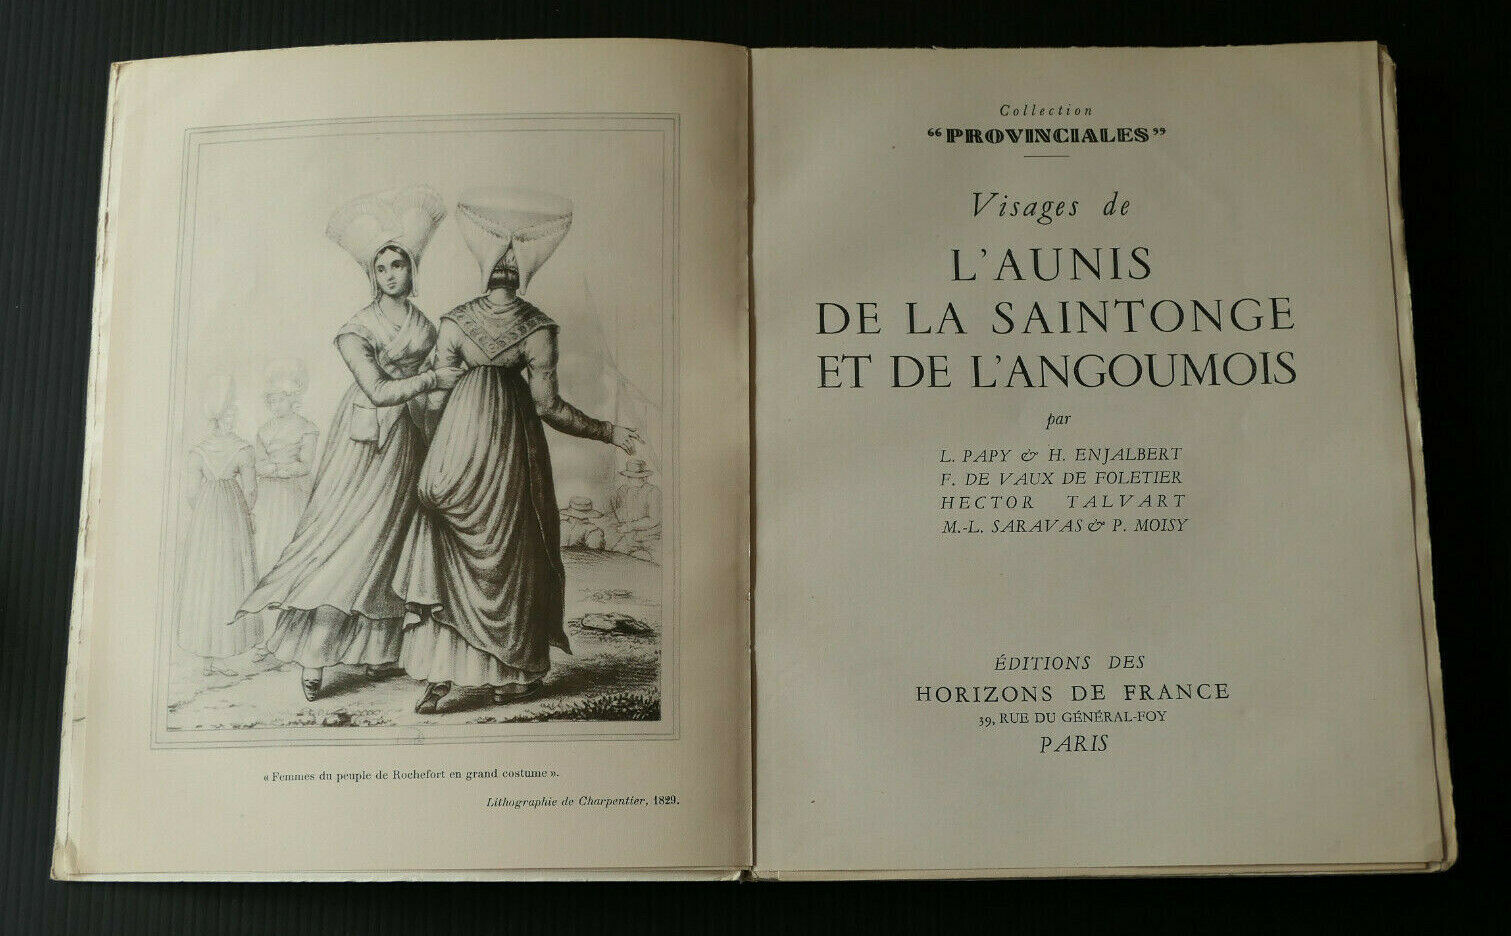 « Femmes du peuple de Rochefort en grand costume ».
Lithographie de Charpentier, 1829.
Collection
“PROVINCIALES”
Visages de
L'AUNIS
DE LA SAINTONGE
ET DE L'ANGOUMOIS
par
L. PAPY & H. ENJALBERT
F. DE VAUX DE FOLETIER
HECTOR TALVART
M.-L. SARAVAS & P. MOISY
ÉDITIONS DES
HORIZONS DE FRANCE
39, RUE DU GÉNÉRAL-FOY
PARIS